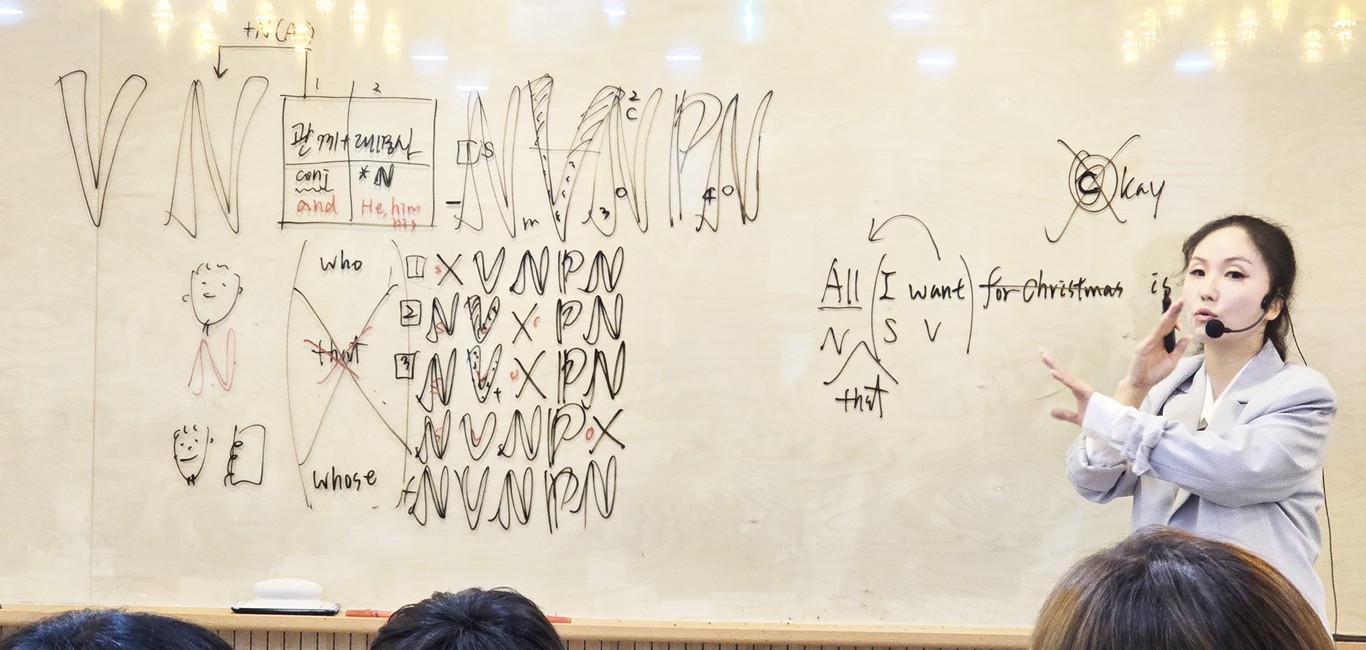 +N(
V N
1 2
관계+대명사
conj *N
and He, him
his
1 S N V N P N
2
C
m t 3 O 4 O
who
that
whose
1 s X V N P N
2 N V X c P N
3 N V t o X P N
N V N P o X
N V N P N
N
Okay
All (I want) for Christmas is
N S V
that